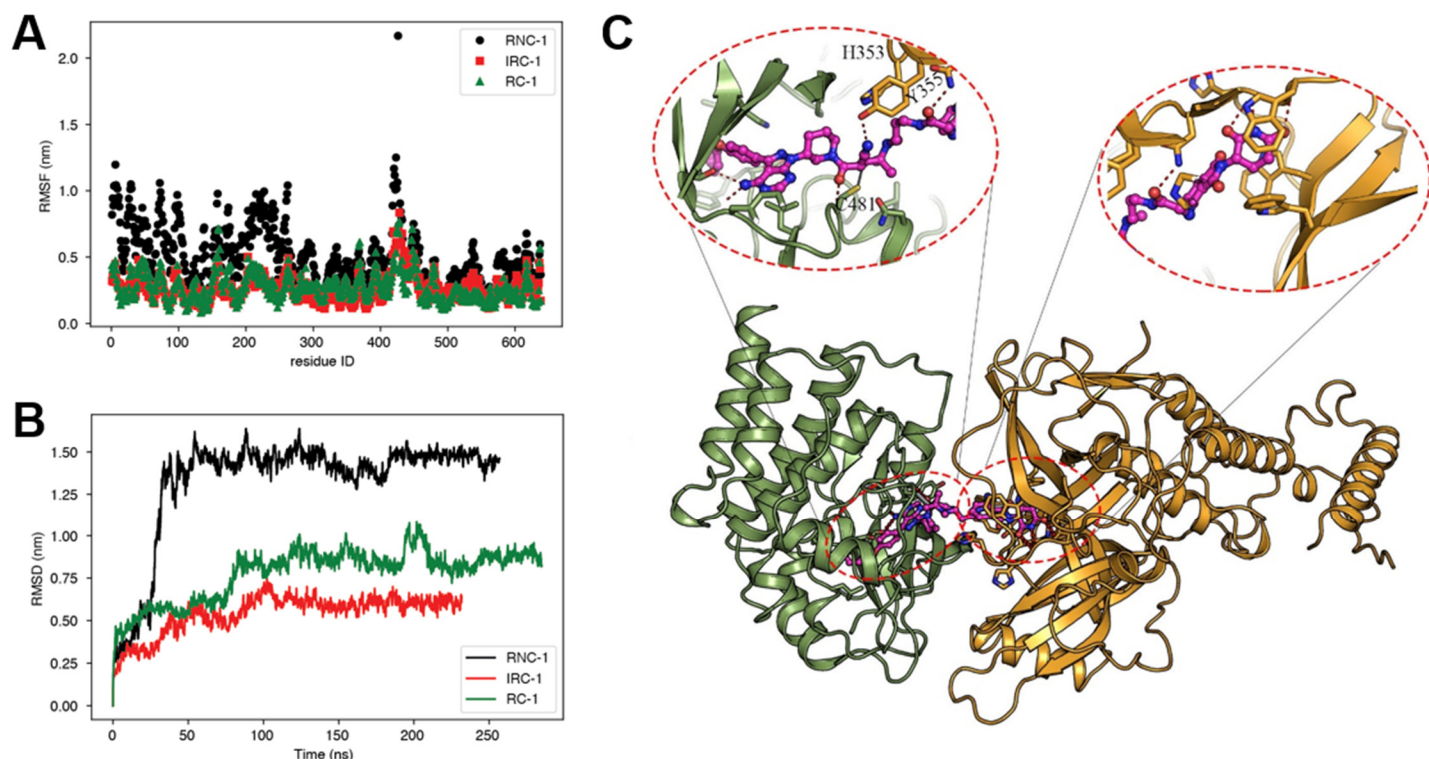 A
RMSF (nm)
2.0
1.5
1.0
0.5
0.0
RNC-1
IRC-1
RC-1
0 100 200 300 400 500 600
residue ID
B
RMSD (nm)
1.50
1.25
1.00
0.75
0.50
0.25
0.00
RNC-1
IRC-1
RC-1
0 50 100 150 200 250
Time (ns)
C
H353
Y355
C481